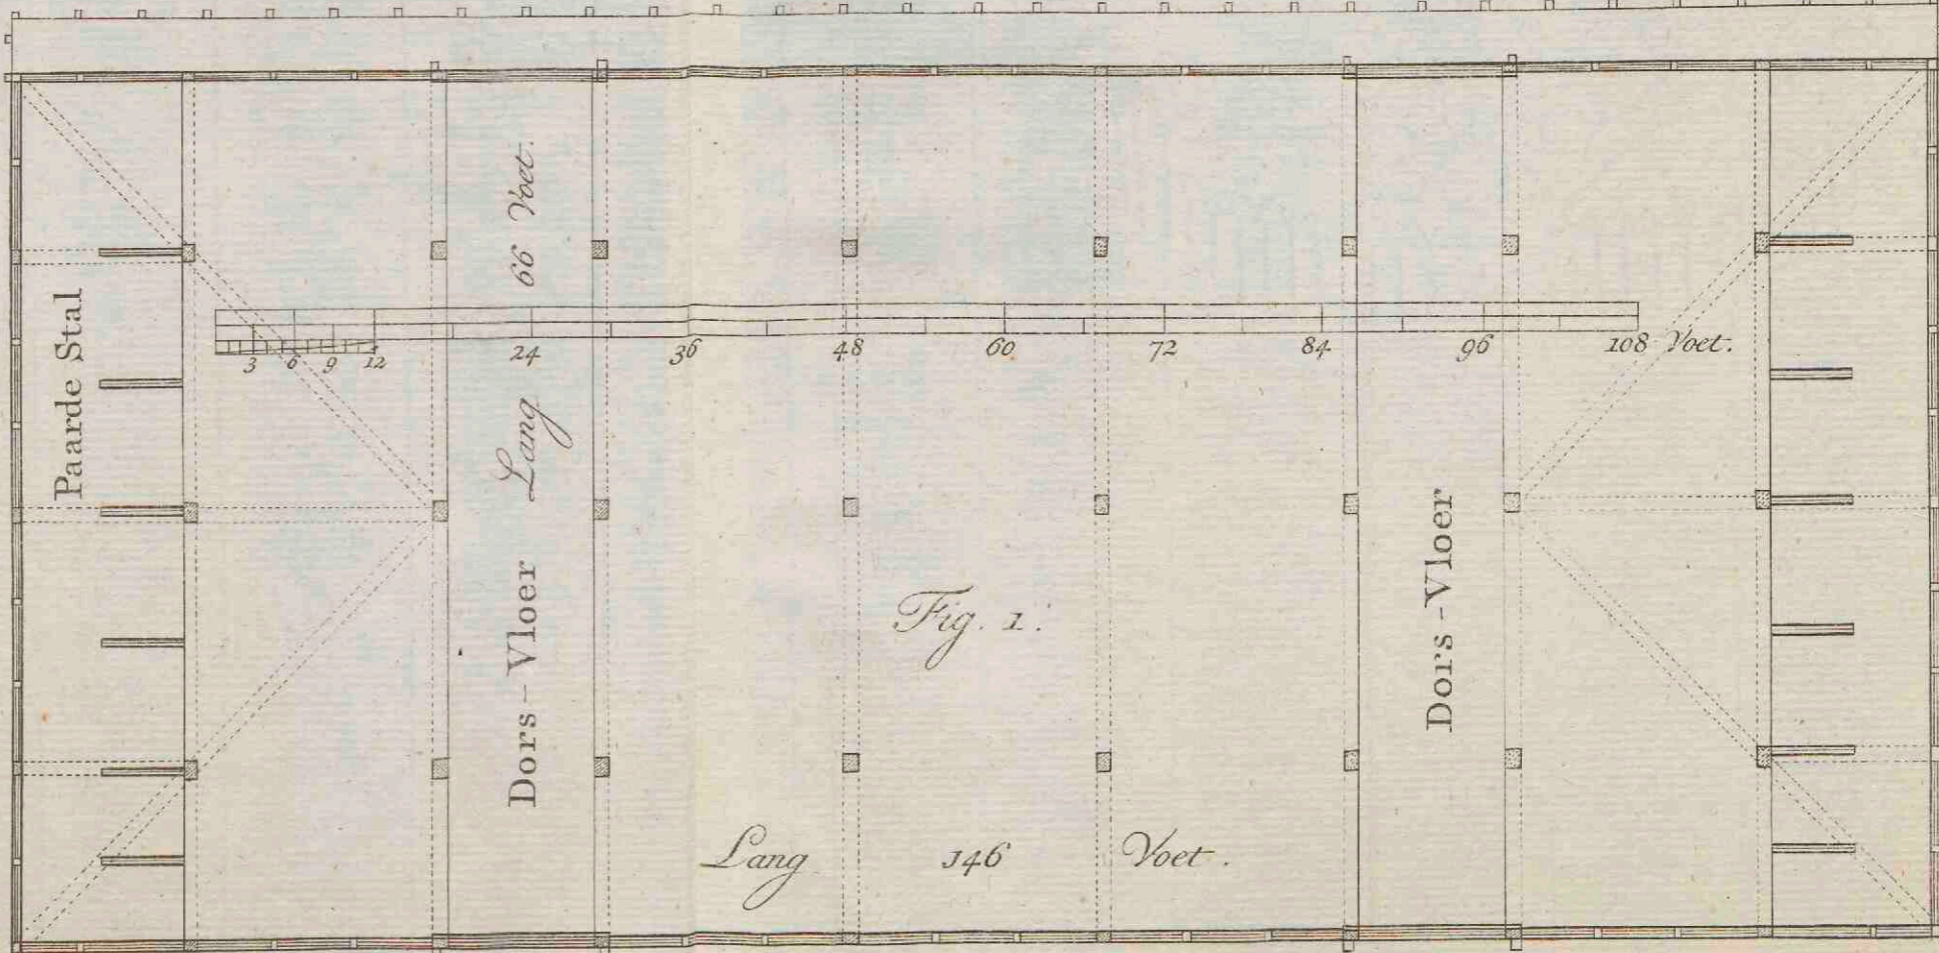 Paarde Stal
Dors-Vloer Lang 66 Voet.
3 6 9 12 24 36 48 60 72 84 96 108 Voet.
Fig. 1.
Dors-Vloer
Lang 146 Voet.